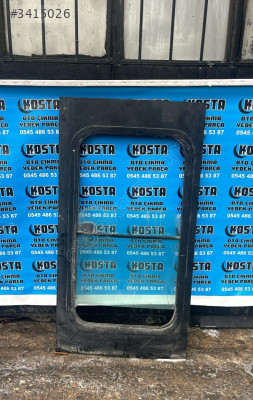 #3415026
KOSTA
OTO ÇIKMA
YEDEK PARÇA
0545 486 53 87